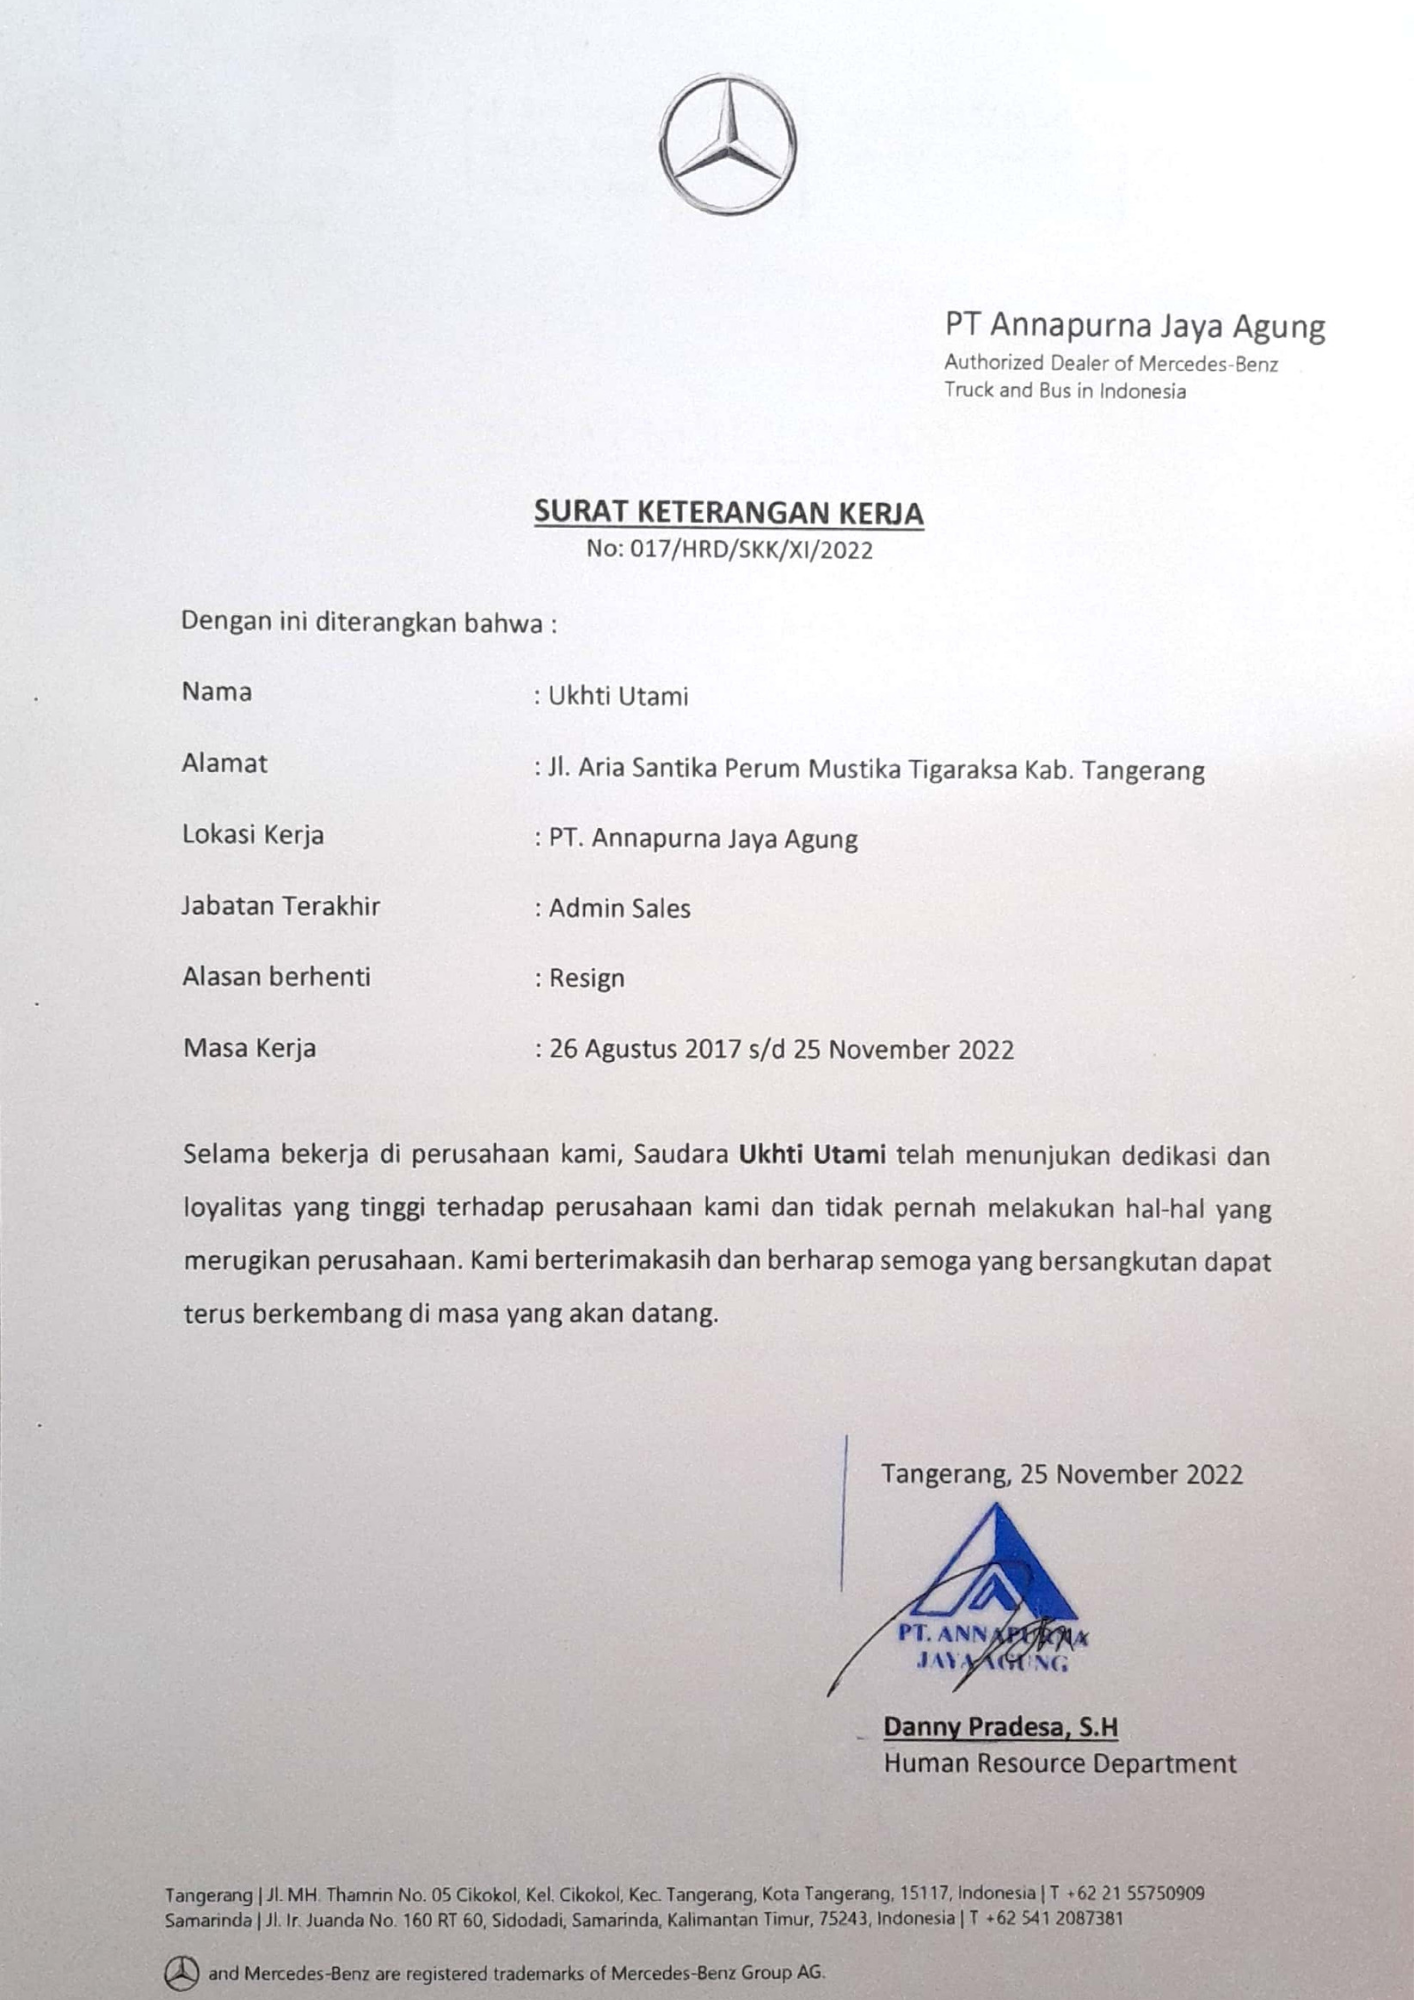 PT Annapurna Jaya Agung
Authorized Dealer of Mercedes-Benz
Truck and Bus in Indonesia
SURAT KETERANGAN KERJA
No: 017/HRD/SKK/XI/2022
Dengan ini diterangkan bahwa :
Nama : Ukhti Utami
Alamat : Jl. Aria Santika Perum Mustika Tigaraksa Kab. Tangerang
Lokasi Kerja : PT. Annapurna Jaya Agung
Jabatan Terakhir : Admin Sales
Alasan berhenti : Resign
Masa Kerja : 26 Agustus 2017 s/d 25 November 2022
Selama bekerja di perusahaan kami, Saudara Ukhti Utami telah menunjukan dedikasi dan
loyalitas yang tinggi terhadap perusahaan kami dan tidak pernah melakukan hal-hal yang
merugikan perusahaan. Kami berterimakasih dan berharap semoga yang bersangkutan dapat
terus berkembang di masa yang akan datang.
Tangerang, 25 November 2022
PT. ANNAPURNA
JAYA AGUNG
Danny Pradesa, S.H
Human Resource Department
Tangerang | Jl. MH. Thamrin No. 05 Cikokol, Kel. Cikokol, Kec. Tangerang, Kota Tangerang, 15117, Indonesia | T +62 21 55750909
Samarinda | Jl. Ir. Juanda No. 160 RT 60, Sidodadi, Samarinda, Kalimantan Timur, 75243, Indonesia | T +62 541 2087381
and Mercedes-Benz are registered trademarks of Mercedes-Benz Group AG.